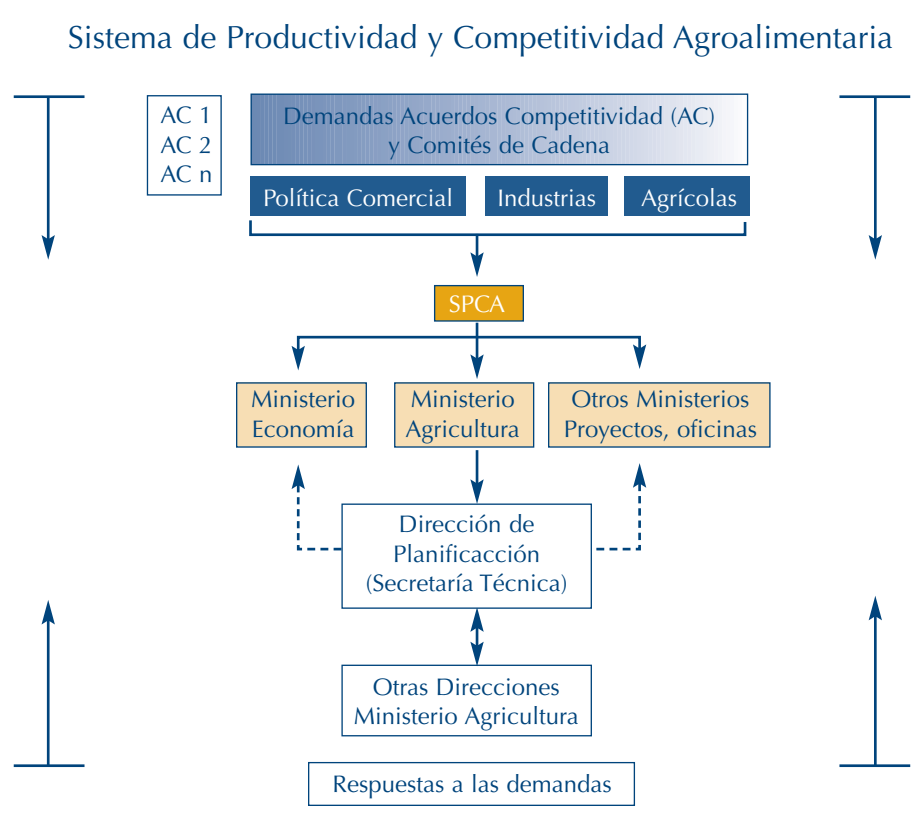 Sistema de Productividad y Competitividad Agroalimentaria
AC 1
AC 2
AC n
Demandas Acuerdos Competitividad (AC)
y Comités de Cadena
Política Comercial
Industrias
Agrícolas
SPCA
Ministerio
Economía
Ministerio
Agricultura
Otros Ministerios
Proyectos, oficinas
Dirección de
Planificacción
(Secretaría Técnica)
Otras Direcciones
Ministerio Agricultura
Respuestas a las demandas